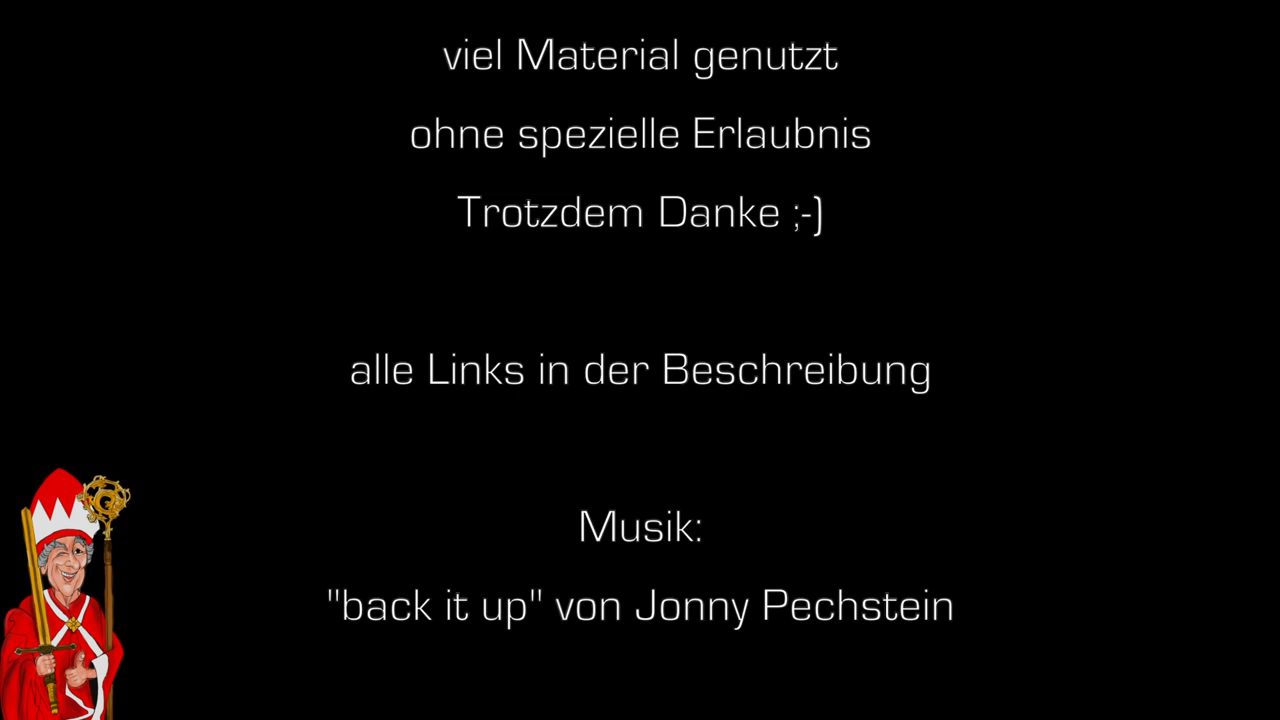 viel Material genutzt
ohne spezielle Erlaubnis
Trotzdem Danke ;-)
alle Links in der Beschreibung
Musik:
"back it up" von Jonny Pechstein